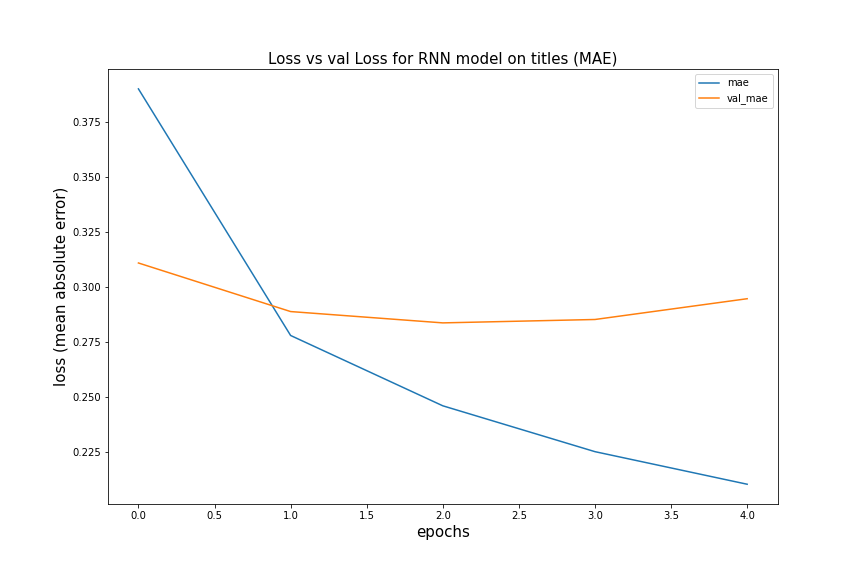 Loss vs val Loss for RNN model on titles (MAE)
mae
val_mae
loss (mean absolute error)
0.375
0.350
0.325
0.300
0.275
0.250
0.225
0.0 0.5 1.0 1.5 2.0 2.5 3.0 3.5 4.0
epochs